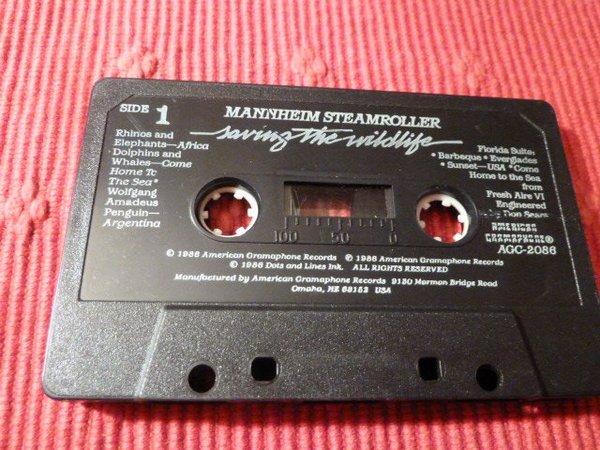 SIDE 1
MANNHEIM STEAMROLLER
saving the wildlife
Rhinos and
Elephants—Africa
Dolphins and
Whales—Come
Home To
The Sea*
Wolfgang
Amadeus
Penguin—
Argentina
Florida Suite:
• Barbeque • Everglades
• Sunset—USA *Come
Home to the Sea
from
Fresh Aire VI
Engineered
Don Sears
AMERICAN
GRAMAPHONE®
AGC-2086
100 50 0
© 1986 American Gramaphone Records ℗ 1986 American Gramaphone Records
© 1986 Dots and Lines Ink. ALL RIGHTS RESERVED
Manufactured by American Gramaphone Records 9130 Mormon Bridge Road
Omaha, NE 68152 USA